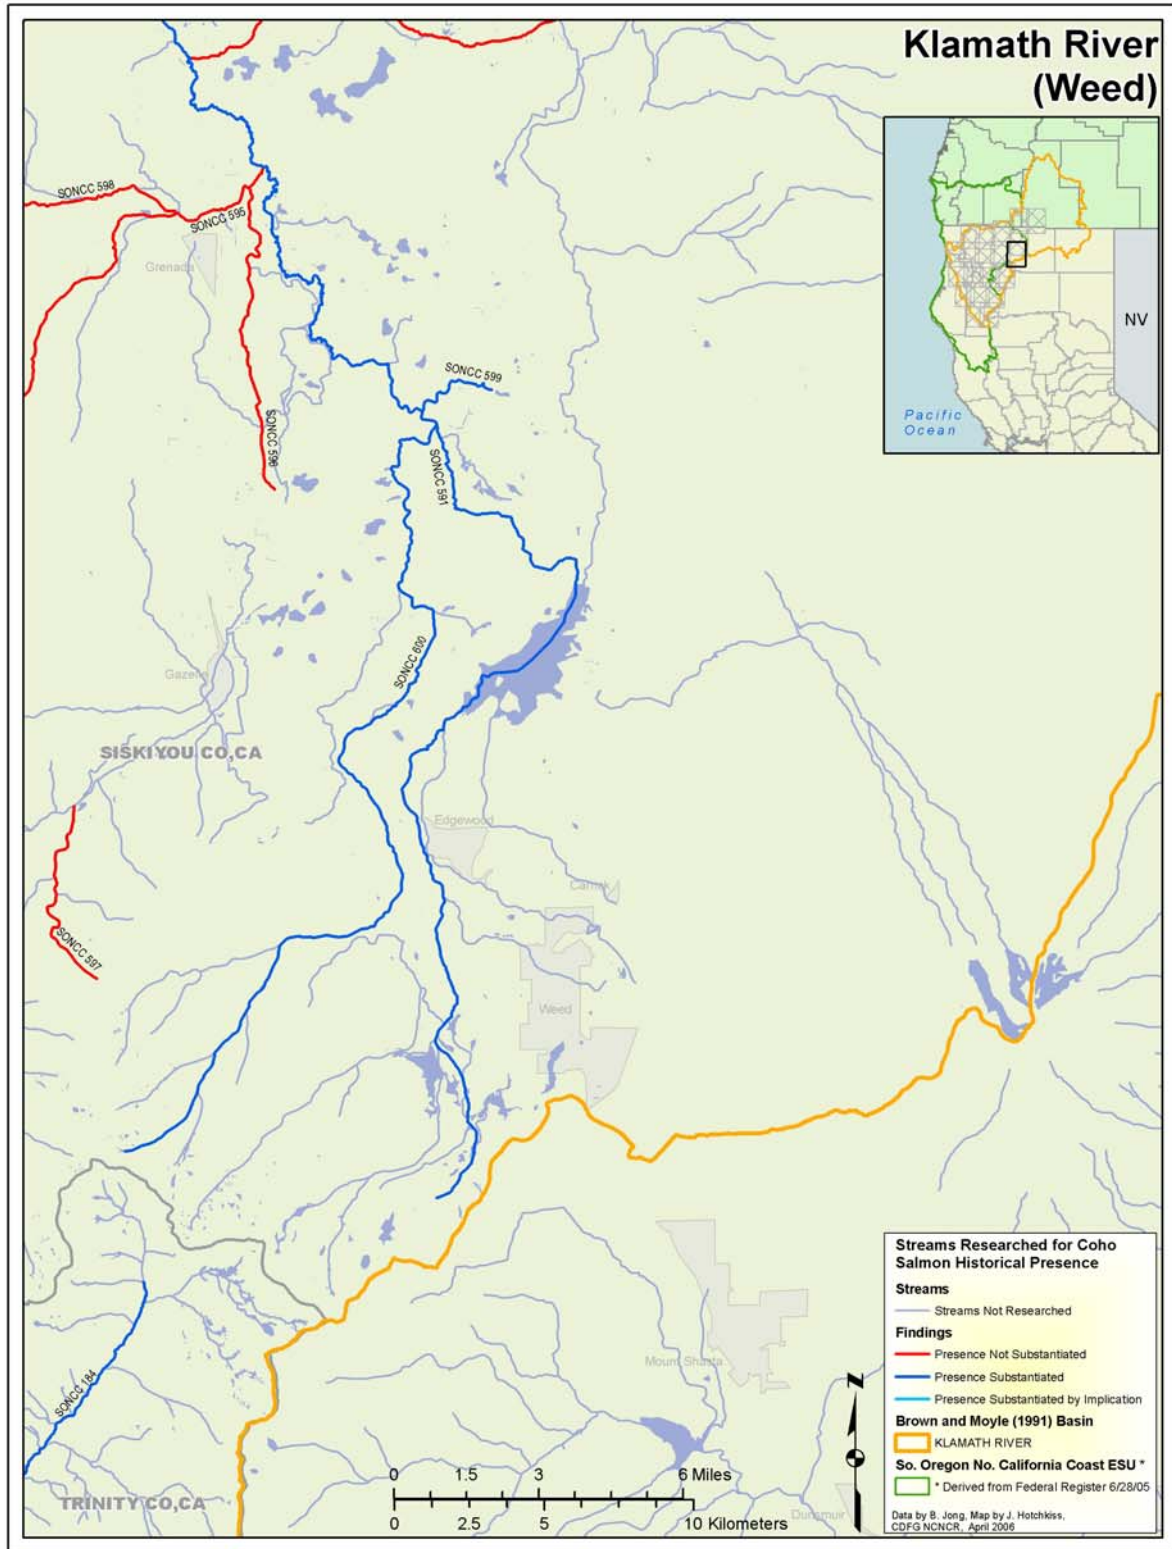 Klamath River
(Weed)
NV
Pacific
Ocean
SONCC 598
SONCC 595
Grenada
SONCC 599
SONCC 596
SONCC 591
SONCC 600
Gazelle
SISKIYOU CO,CA
Edgewood
Carrick
SONCC 597
Weed
Mount Shasta
SONCC 184
TRINITY CO,CA
Dunsmuir
0 1.5 3 6 Miles
0 2.5 5 10 Kilometers
Z
Streams Researched for Coho
Salmon Historical Presence
Streams
Streams Not Researched
Findings
Presence Not Substantiated
Presence Substantiated
Presence Substantiated by Implication
Brown and Moyle (1991) Basin
KLAMATH RIVER
So. Oregon No. California Coast ESU *
* Derived from Federal Register 6/28/05
Data by B. Jong, Map by J. Hotchkiss,
CDFG NCNCR, April 2006